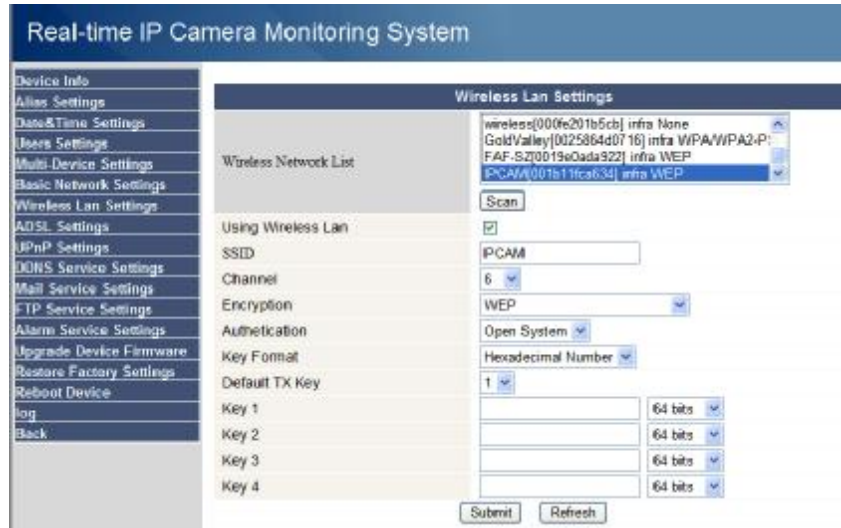 Real-time IP Camera Monitoring System
Device Info
Alias Settings
Date&Time Settings
Users Settings
Multi-Device Settings
Basic Network Settings
Wireless Lan Settings
ADSL Settings
UPnP Settings
DDNS Service Settings
Mail Service Settings
FTP Service Settings
Alarm Service Settings
Upgrade Device Firmware
Restore Factory Settings
Reboot Device
log
Back
Wireless Lan Settings
Wireless Network List
wireless[000fe201b5cb] infra None
GoldValley[0025864d0716] infra WPA/WPA2-P
FAF-SZ[0019e0ada922] infra WEP
IPCAM[001b11fca634] infra WEP
Scan
Using Wireless Lan
SSID IPCAM
Channel 6
Encryption WEP
Authetication Open System
Key Format Hexadecimal Number
Default TX Key 1
Key 1 64 bits
Key 2 64 bits
Key 3 64 bits
Key 4 64 bits
Submit Refresh